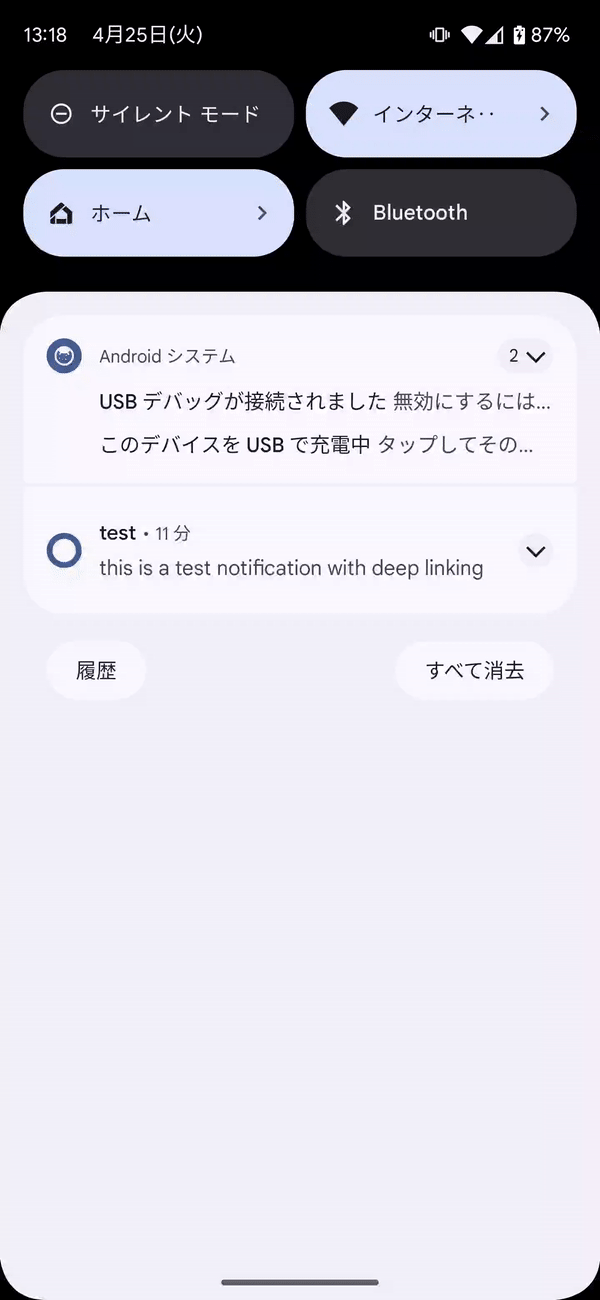 13:18 4月25日(火) 87%
サイレント モード インターネ‥
ホーム Bluetooth
Android システム 2
USB デバッグが接続されました 無効にするには…
このデバイスを USB で充電中 タップしてその…
test • 11 分
this is a test notification with deep linking
履歴 すべて消去